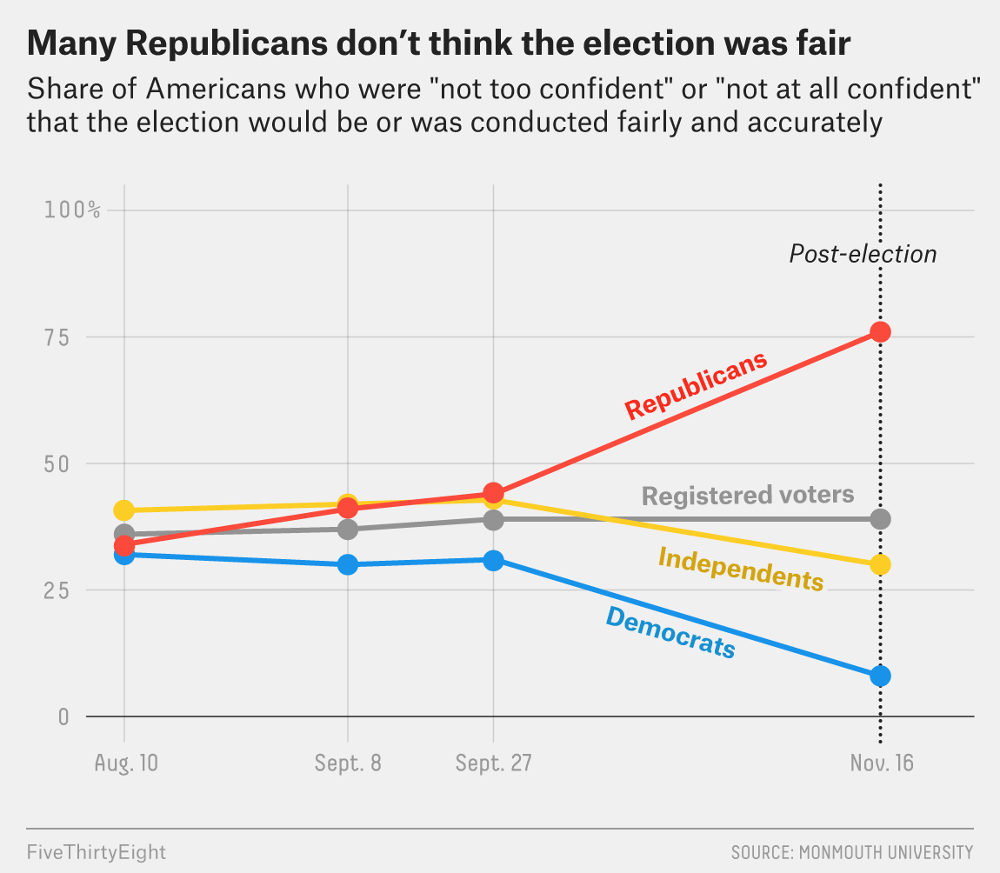 Many Republicans don’t think the election was fair
Share of Americans who were "not too confident" or "not at all confident"
that the election would be or was conducted fairly and accurately
100%
Post-election
75
Republicans
50
Registered voters
Independents
25
Democrats
0
Aug. 10
Sept. 8
Sept. 27
Nov. 16
FiveThirtyEight
SOURCE: MONMOUTH UNIVERSITY